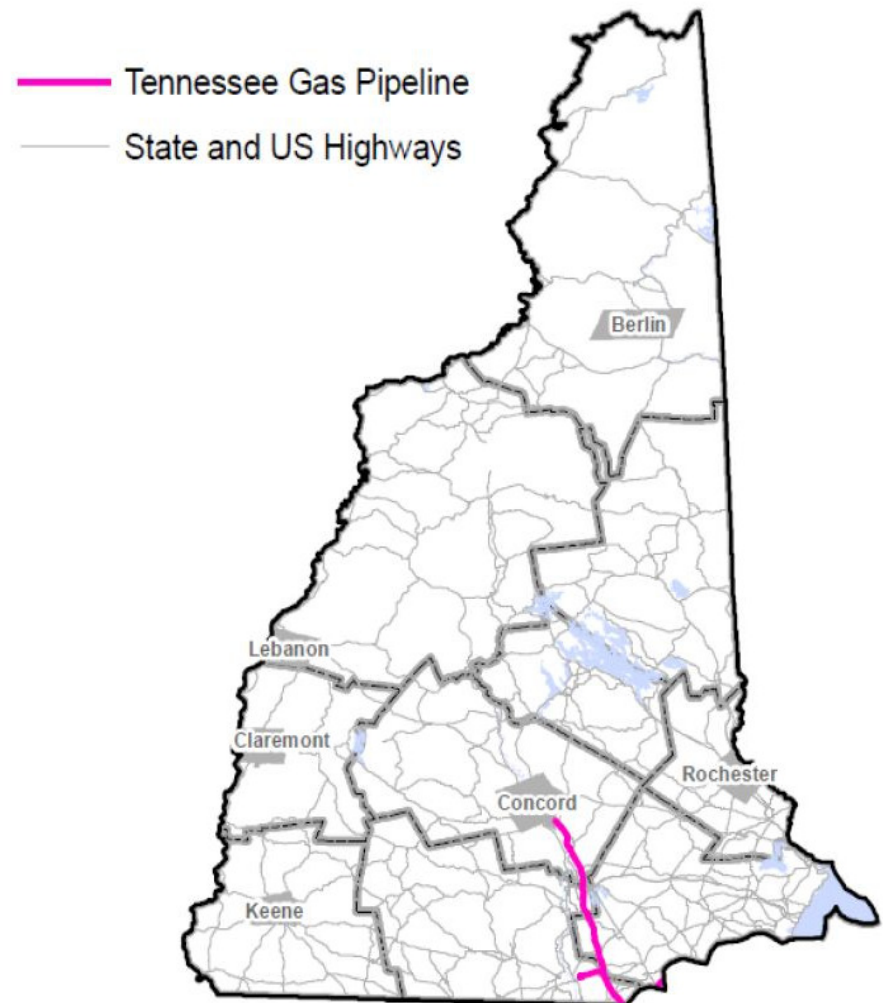 Tennessee Gas Pipeline
State and US Highways
Berlin
Lebanon
Claremont
Rochester
Concord
Keene